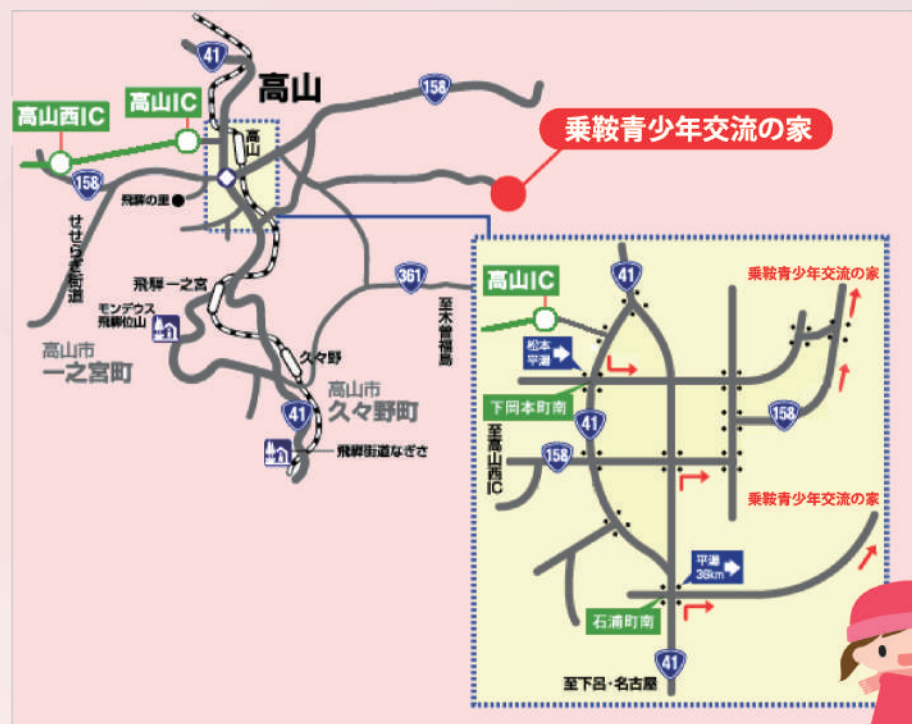 41
高山
158
高山西IC
高山IC
高山
乗鞍青少年交流の家
158
飛騨の里
せせらぎ街道
飛騨一之宮
モンデウス
飛騨位山
361
至木曽福島
高山市
一之宮町
久々野
高山市
久々野町
41
飛騨街道なぎさ
41
乗鞍青少年交流の家
高山IC
松本
平湯
下岡本町南
41
158
至高山西IC
158
乗鞍青少年交流の家
平湯
36km
石浦町南
41
至下呂・名古屋